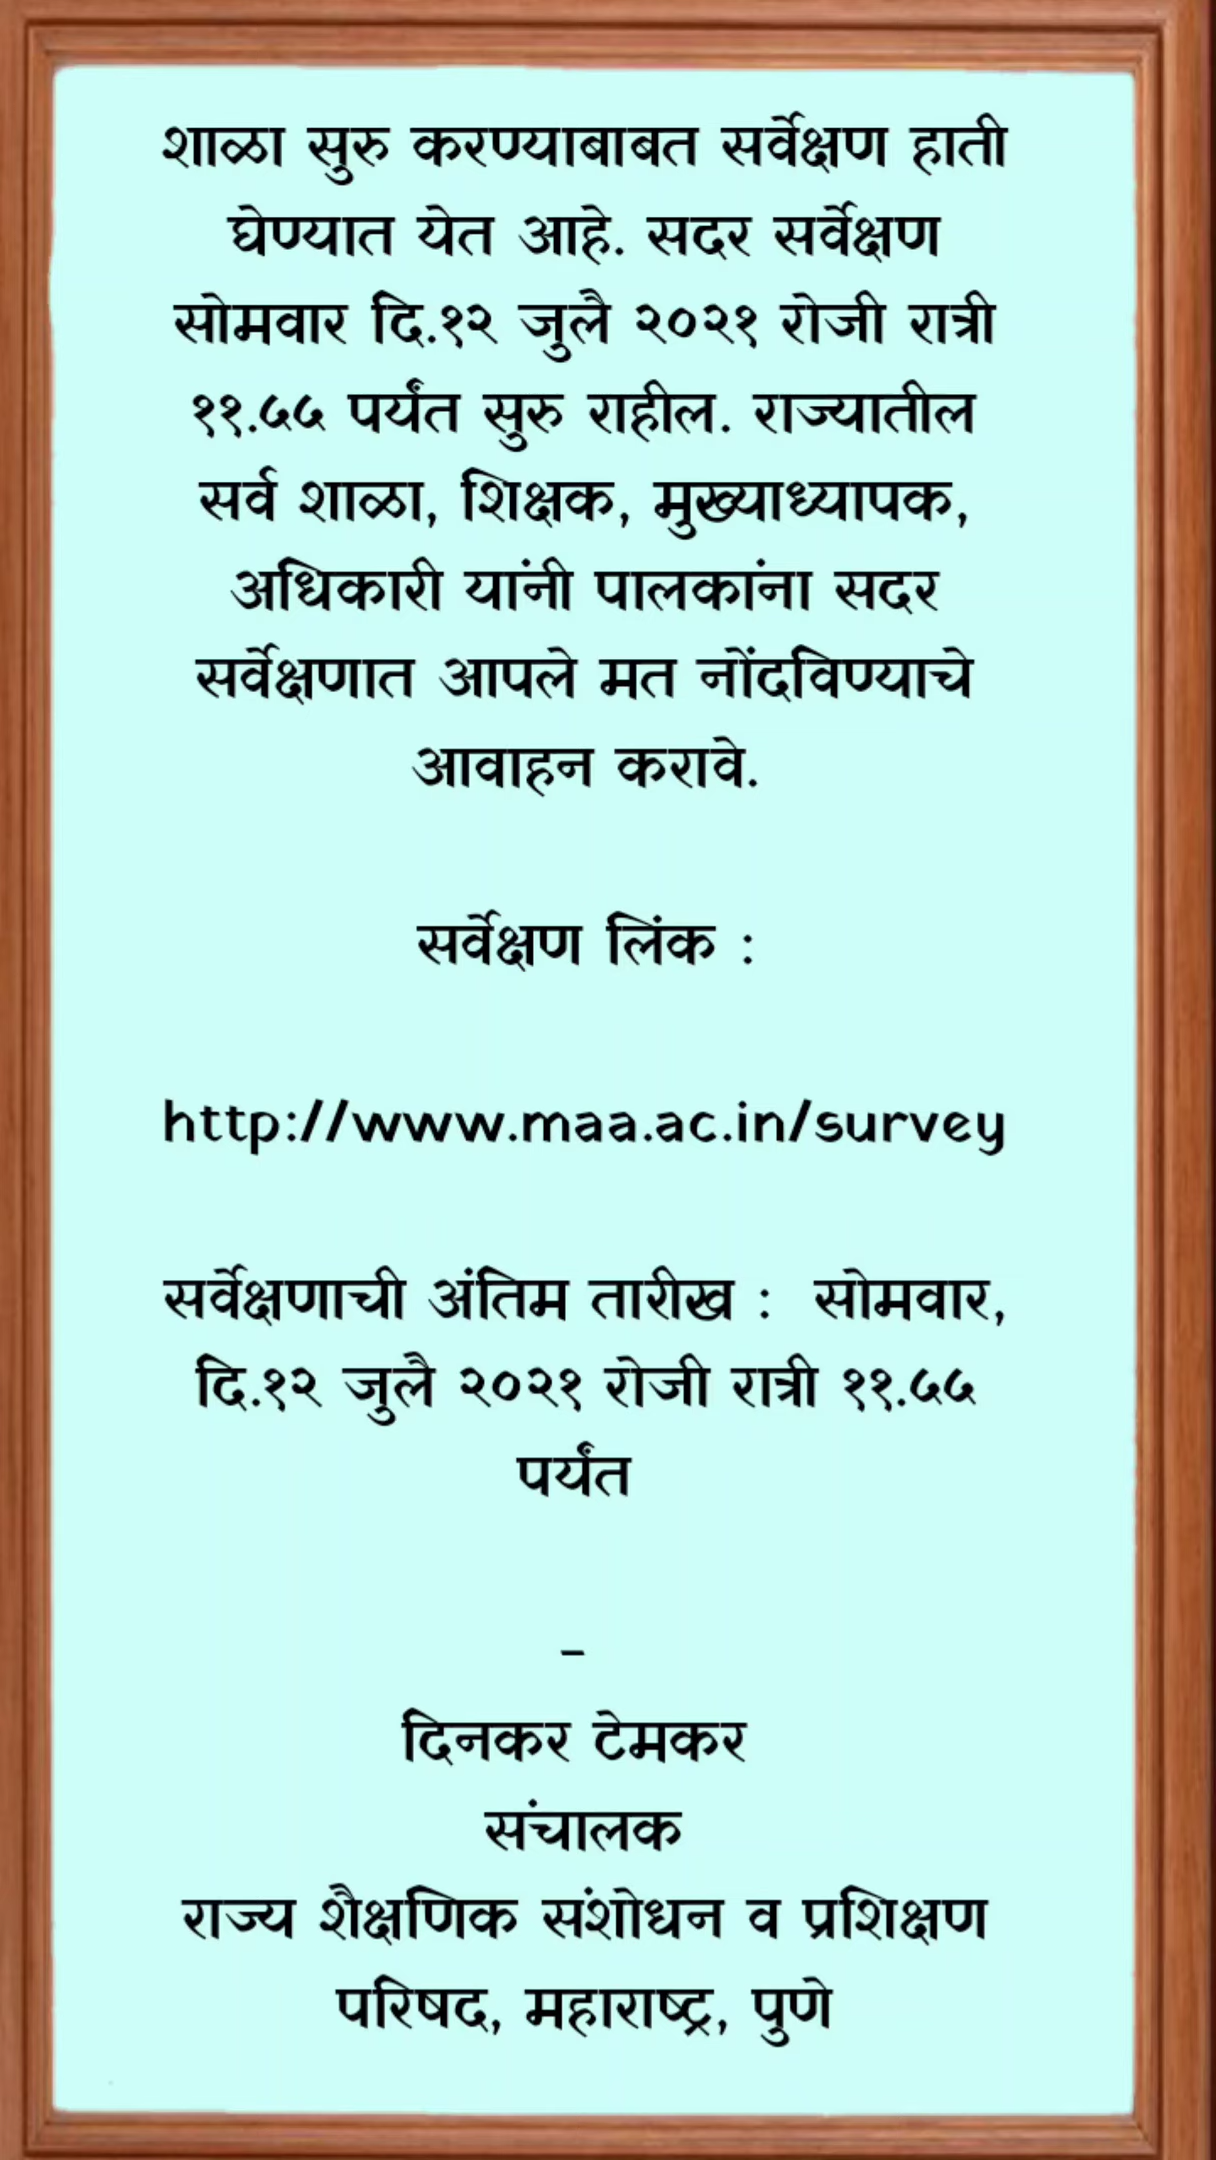 शाळा सुरु करण्याबाबत सर्वेक्षण हाती
घेण्यात येत आहे. सदर सर्वेक्षण
सोमवार दि.१२ जुलै २०२१ रोजी रात्री
११.५५ पर्यंत सुरु राहील. राज्यातील
सर्व शाळा, शिक्षक, मुख्याध्यापक,
अधिकारी यांनी पालकांना सदर
सर्वेक्षणात आपले मत नोंदविण्याचे
आवाहन करावे.
सर्वेक्षण लिंक :
http://www.maa.ac.in/survey
सर्वेक्षणाची अंतिम तारीख : सोमवार,
दि.१२ जुलै २०२१ रोजी रात्री ११.५५
पर्यंत
-
दिनकर टेमकर
संचालक
राज्य शैक्षणिक संशोधन व प्रशिक्षण
परिषद, महाराष्ट्र, पुणे